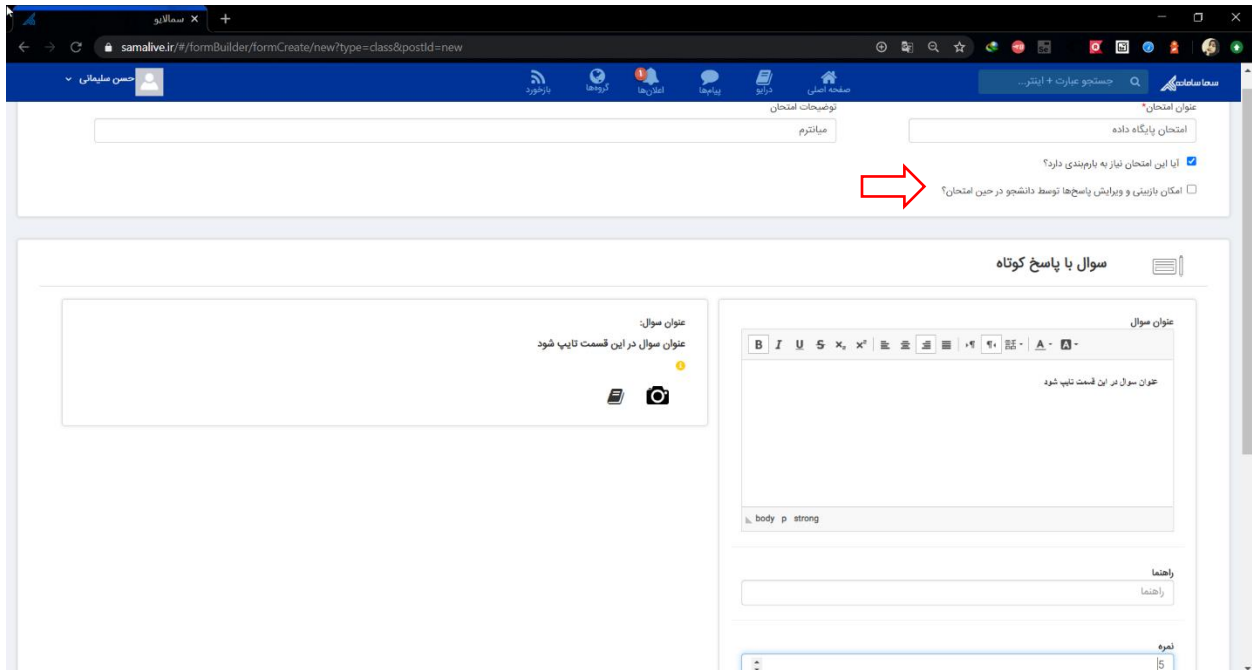 سمالایو
samalive.ir/#/formBuilder/formCreate/new?type=class&postId=new
جستجو عبارت + اینتر...
صفحه اصلی
درایو
پیام‌ها
اعلان‌ها
1
گروه‌ها
بازخورد
حسن سلیمانی
عنوان امتحان*
توضیحات امتحان
امتحان پایگاه داده
میانترم
آیا این امتحان نیاز به بارم‌بندی دارد؟
امکان بازبینی و ویرایش پاسخ‌ها توسط دانشجو در حین امتحان؟
سوال با پاسخ کوتاه
عنوان سوال
عنوان سوال در این قسمت تایپ شود
body p strong
راهنما
راهنما
نمره
5
عنوان سوال:
عنوان سوال در این قسمت تایپ شود